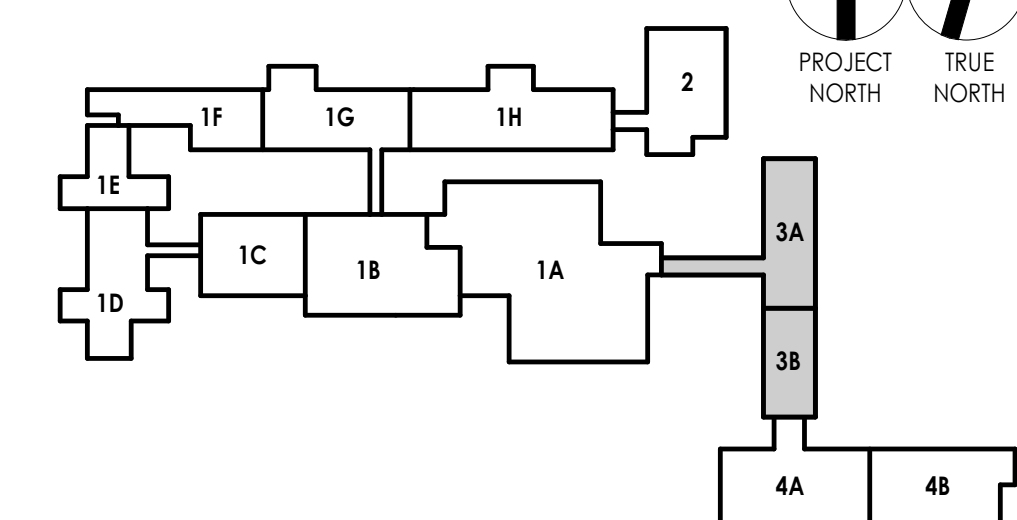 PROJECT
NORTH
TRUE
NORTH
2
1F
1G
1H
1E
3A
1C
1B
1A
1D
3B
4A
4B